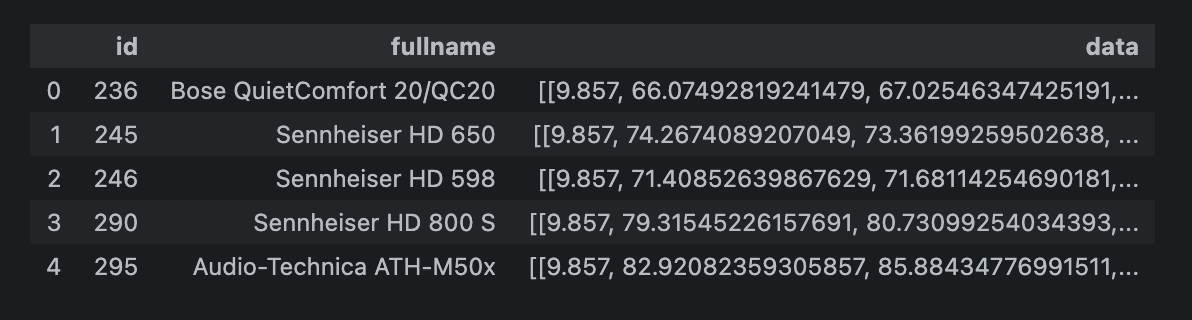 id fullname data
0 236 Bose QuietComfort 20/QC20 [[9.857, 66.07492819241479, 67.02546347425191,...
1 245 Sennheiser HD 650 [[9.857, 74.2674089207049, 73.36199259502638, ...
2 246 Sennheiser HD 598 [[9.857, 71.40852639867629, 71.68114254690181,...
3 290 Sennheiser HD 800 S [[9.857, 79.31545226157691, 80.73099254034393,...
4 295 Audio-Technica ATH-M50x [[9.857, 82.92082359305857, 85.88434776991511,...